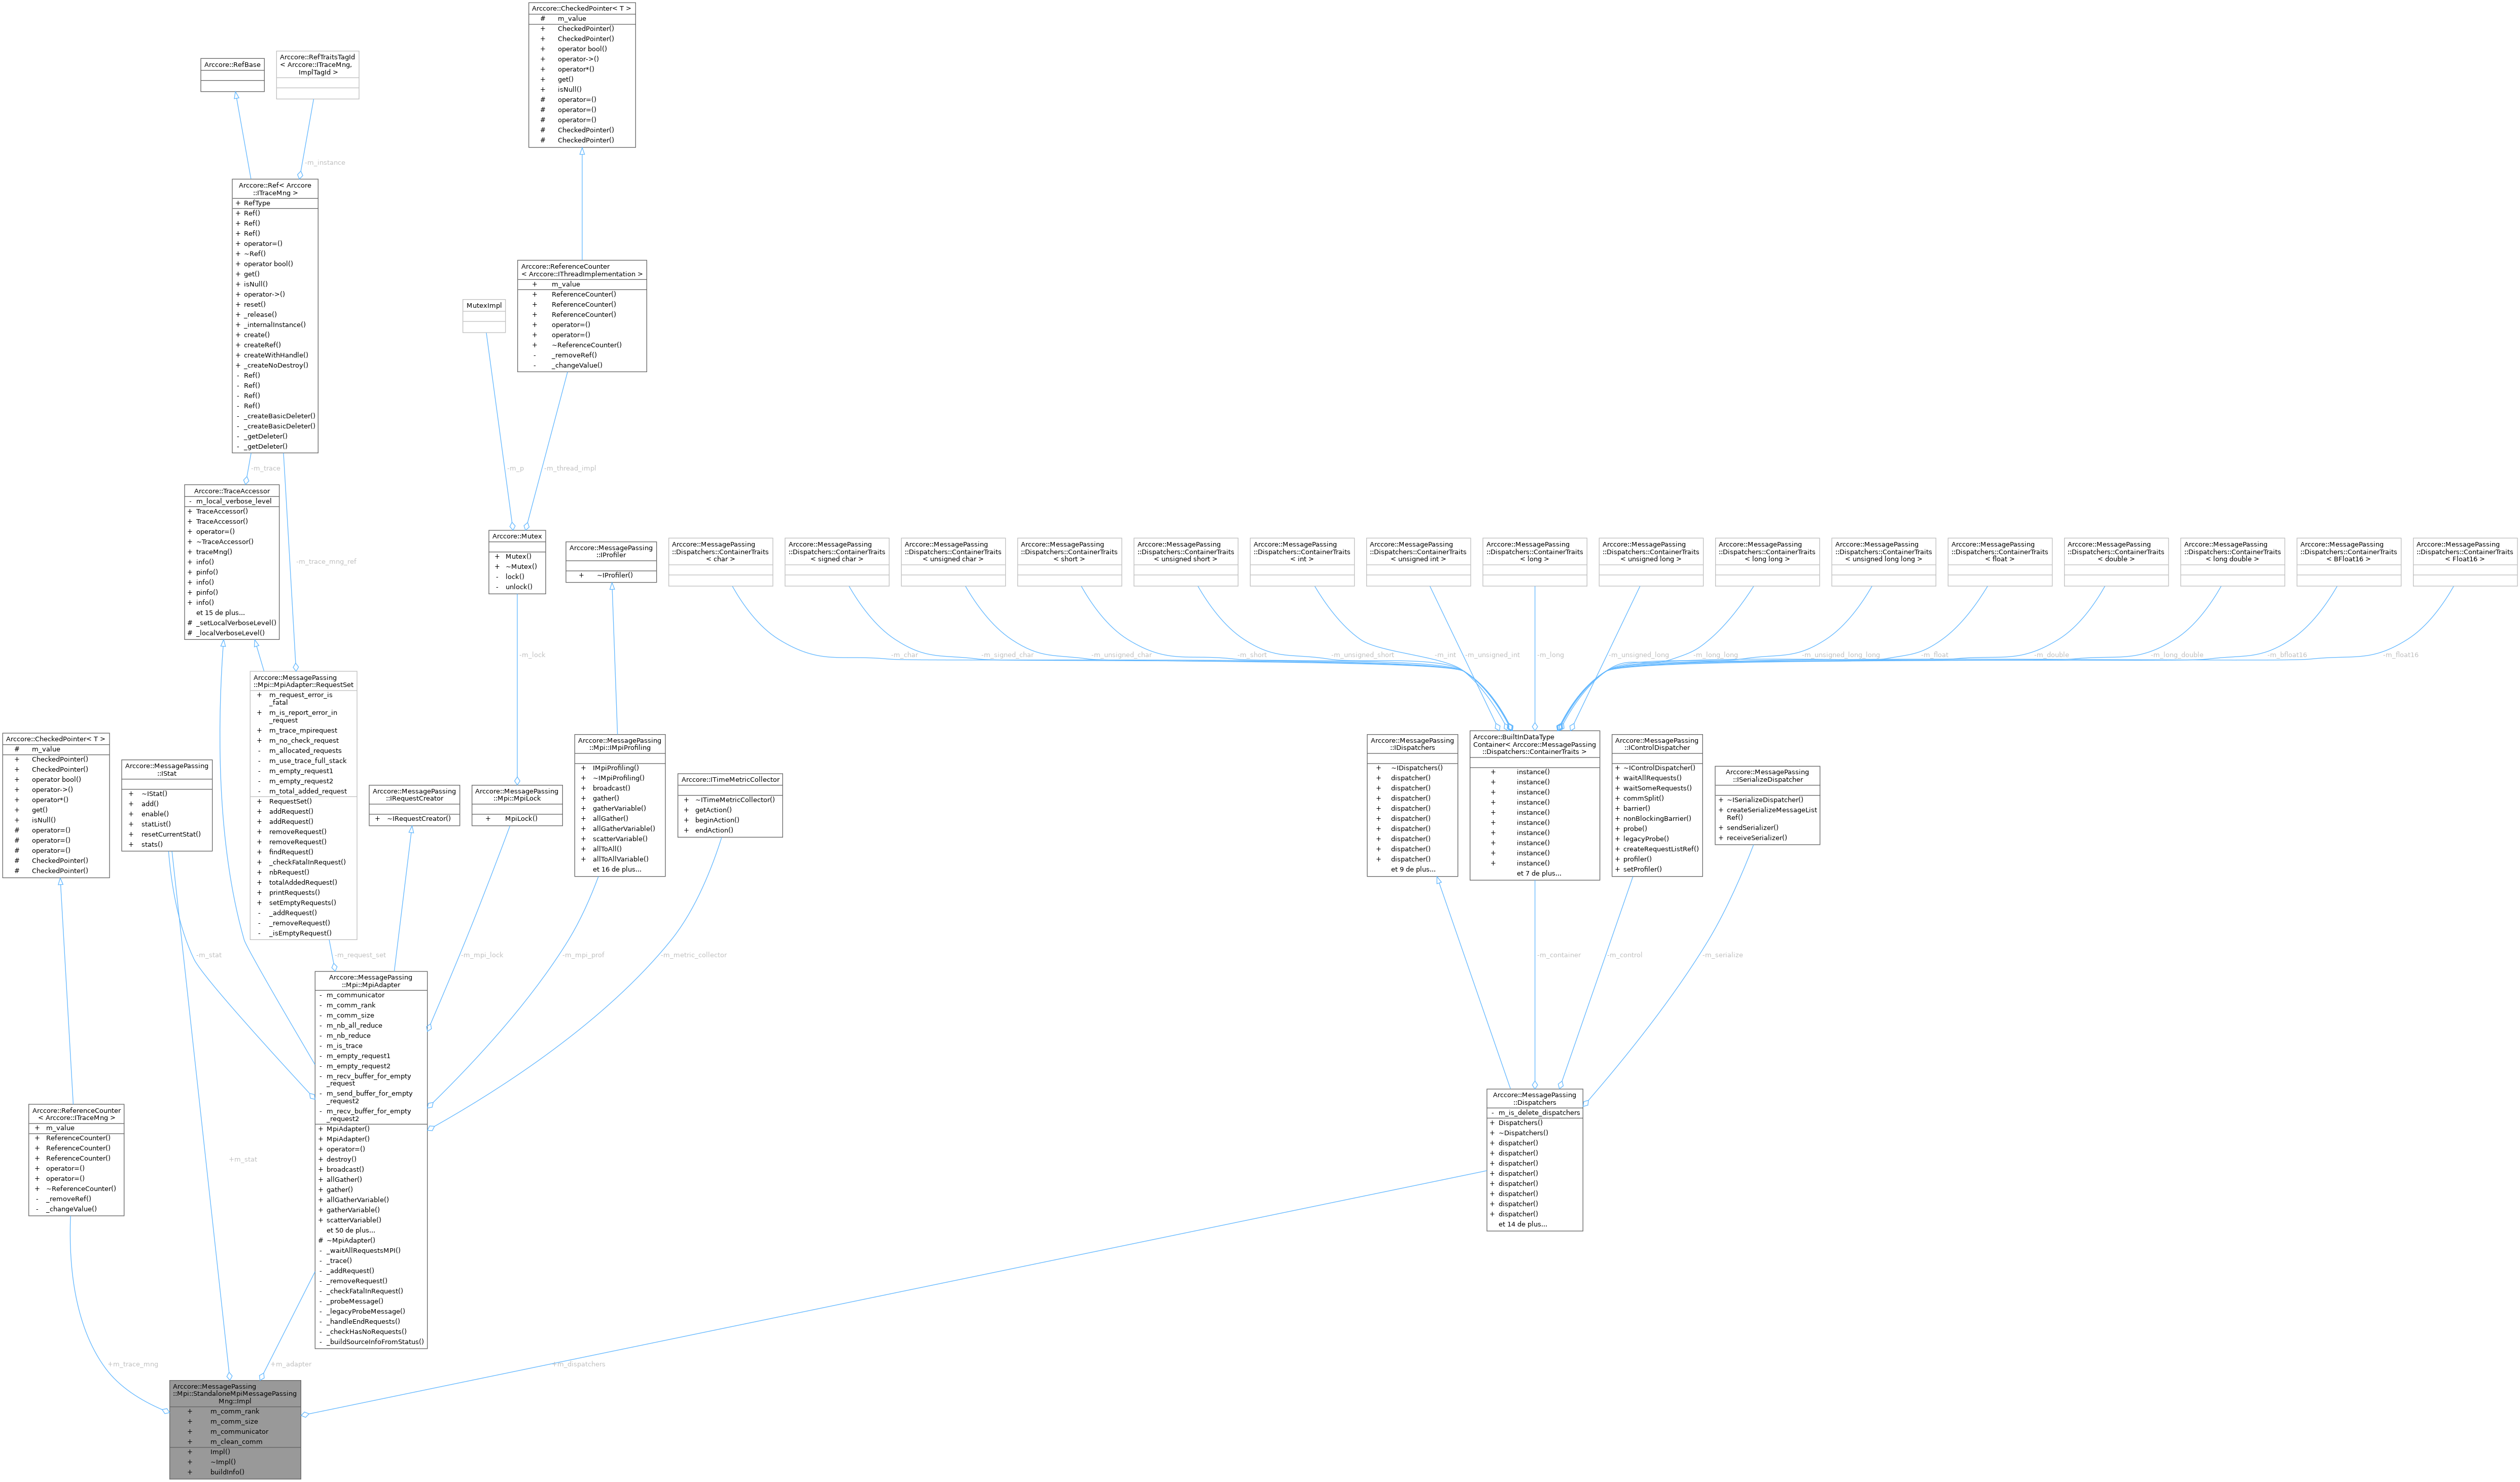 Arccore::CheckedPointer< T >
# m_value
+ CheckedPointer()
+ CheckedPointer()
+ operator bool()
+ operator->()
+ operator*()
+ get()
+ isNull()
# operator=()
# operator=()
# operator=()
# CheckedPointer()
# CheckedPointer()
Arccore::RefBase
Arccore::RefTraitsTagId
< Arccore::ITraceMng,
ImplTagId >
-m_instance
Arccore::Ref< Arccore
::ITraceMng >
+ RefType
+ Ref()
+ Ref()
+ Ref()
+ operator=()
+ ~Ref()
+ operator bool()
+ get()
+ isNull()
+ operator->()
+ reset()
+ _release()
+ _internalInstance()
+ create()
+ createRef()
+ createWithHandle()
+ _createNoDestroy()
- Ref()
- Ref()
- Ref()
- Ref()
- _createBasicDeleter()
- _createBasicDeleter()
- _getDeleter()
- _getDeleter()
MutexImpl
Arccore::ReferenceCounter
< Arccore::IThreadImplementation >
+ m_value
+ ReferenceCounter()
+ ReferenceCounter()
+ ReferenceCounter()
+ operator=()
+ operator=()
+ ~ReferenceCounter()
- _removeRef()
- _changeValue()
-m_trace
-m_p
-m_thread_impl
Arccore::TraceAccessor
- m_local_verbose_level
+ TraceAccessor()
+ TraceAccessor()
+ operator=()
+ ~TraceAccessor()
+ traceMng()
+ info()
+ pinfo()
+ info()
+ pinfo()
+ info()
et 15 de plus...
# _setLocalVerboseLevel()
# _localVerboseLevel()
-m_trace_mng_ref
Arccore::Mutex
+ Mutex()
+ ~Mutex()
- lock()
- unlock()
Arccore::MessagePassing
::IProfiler
+ ~IProfiler()
Arccore::MessagePassing
::Dispatchers::ContainerTraits
< char >
Arccore::MessagePassing
::Dispatchers::ContainerTraits
< signed char >
Arccore::MessagePassing
::Dispatchers::ContainerTraits
< unsigned char >
Arccore::MessagePassing
::Dispatchers::ContainerTraits
< short >
Arccore::MessagePassing
::Dispatchers::ContainerTraits
< unsigned short >
Arccore::MessagePassing
::Dispatchers::ContainerTraits
< int >
Arccore::MessagePassing
::Dispatchers::ContainerTraits
< unsigned int >
Arccore::MessagePassing
::Dispatchers::ContainerTraits
< long >
Arccore::MessagePassing
::Dispatchers::ContainerTraits
< unsigned long >
Arccore::MessagePassing
::Dispatchers::ContainerTraits
< long long >
Arccore::MessagePassing
::Dispatchers::ContainerTraits
< unsigned long long >
Arccore::MessagePassing
::Dispatchers::ContainerTraits
< float >
Arccore::MessagePassing
::Dispatchers::ContainerTraits
< double >
Arccore::MessagePassing
::Dispatchers::ContainerTraits
< long double >
Arccore::MessagePassing
::Dispatchers::ContainerTraits
< BFloat16 >
Arccore::MessagePassing
::Dispatchers::ContainerTraits
< Float16 >
-m_lock
-m_char
-m_signed_char
-m_unsigned_char
-m_short
-m_unsigned_short
-m_int
-m_unsigned_int
-m_long
-m_unsigned_long
-m_long_long
-m_unsigned_long_long
-m_float
-m_double
-m_long_double
-m_bfloat16
-m_float16
Arccore::MessagePassing
::Mpi::MpiAdapter::RequestSet
+ m_request_error_is
_fatal
+ m_is_report_error_in
_request
+ m_trace_mpirequest
+ m_no_check_request
- m_allocated_requests
- m_use_trace_full_stack
- m_empty_request1
- m_empty_request2
- m_total_added_request
+ RequestSet()
+ addRequest()
+ addRequest()
+ removeRequest()
+ removeRequest()
+ findRequest()
+ _checkFatalInRequest()
+ nbRequest()
+ totalAddedRequest()
+ printRequests()
+ setEmptyRequests()
- _addRequest()
- _removeRequest()
- _isEmptyRequest()
Arccore::CheckedPointer< T >
# m_value
+ CheckedPointer()
+ CheckedPointer()
+ operator bool()
+ operator->()
+ operator*()
+ get()
+ isNull()
# operator=()
# operator=()
# operator=()
# CheckedPointer()
# CheckedPointer()
Arccore::MessagePassing
::IStat
+ ~IStat()
+ add()
+ enable()
+ statList()
+ resetCurrentStat()
+ stats()
Arccore::MessagePassing
::IRequestCreator
+ ~IRequestCreator()
Arccore::MessagePassing
::Mpi::MpiLock
+ MpiLock()
Arccore::MessagePassing
::Mpi::IMpiProfiling
+ IMpiProfiling()
+ ~IMpiProfiling()
+ broadcast()
+ gather()
+ gatherVariable()
+ allGather()
+ allGatherVariable()
+ scatterVariable()
+ allToAll()
+ allToAllVariable()
et 16 de plus...
Arccore::ITimeMetricCollector
+ ~ITimeMetricCollector()
+ getAction()
+ beginAction()
+ endAction()
Arccore::MessagePassing
::IDispatchers
+ ~IDispatchers()
+ dispatcher()
+ dispatcher()
+ dispatcher()
+ dispatcher()
+ dispatcher()
+ dispatcher()
+ dispatcher()
+ dispatcher()
+ dispatcher()
et 9 de plus...
Arccore::BuiltInDataType
Container< Arccore::MessagePassing
::Dispatchers::ContainerTraits >
+ instance()
+ instance()
+ instance()
+ instance()
+ instance()
+ instance()
+ instance()
+ instance()
+ instance()
+ instance()
et 7 de plus...
Arccore::MessagePassing
::IControlDispatcher
+ ~IControlDispatcher()
+ waitAllRequests()
+ waitSomeRequests()
+ commSplit()
+ barrier()
+ nonBlockingBarrier()
+ probe()
+ legacyProbe()
+ createRequestListRef()
+ profiler()
+ setProfiler()
Arccore::MessagePassing
::ISerializeDispatcher
+ ~ISerializeDispatcher()
+ createSerializeMessageList
Ref()
+ sendSerializer()
+ receiveSerializer()
-m_stat
-m_request_set
-m_mpi_lock
-m_mpi_prof
-m_metric_collector
-m_container
-m_control
-m_serialize
Arccore::MessagePassing
::Mpi::MpiAdapter
- m_communicator
- m_comm_rank
- m_comm_size
- m_nb_all_reduce
- m_nb_reduce
- m_is_trace
- m_empty_request1
- m_empty_request2
- m_recv_buffer_for_empty
_request
- m_send_buffer_for_empty
_request2
- m_recv_buffer_for_empty
_request2
+ MpiAdapter()
+ MpiAdapter()
+ operator=()
+ destroy()
+ broadcast()
+ allGather()
+ gather()
+ allGatherVariable()
+ gatherVariable()
+ scatterVariable()
et 50 de plus...
# ~MpiAdapter()
- _waitAllRequestsMPI()
- _trace()
- _addRequest()
- _removeRequest()
- _checkFatalInRequest()
- _probeMessage()
- _legacyProbeMessage()
- _handleEndRequests()
- _checkHasNoRequests()
- _buildSourceInfoFromStatus()
Arccore::ReferenceCounter
< Arccore::ITraceMng >
+ m_value
+ ReferenceCounter()
+ ReferenceCounter()
+ ReferenceCounter()
+ operator=()
+ operator=()
+ ~ReferenceCounter()
- _removeRef()
- _changeValue()
+m_stat
Arccore::MessagePassing
::Dispatchers
- m_is_delete_dispatchers
+ Dispatchers()
+ ~Dispatchers()
+ dispatcher()
+ dispatcher()
+ dispatcher()
+ dispatcher()
+ dispatcher()
+ dispatcher()
+ dispatcher()
+ dispatcher()
et 14 de plus...
+m_trace_mng
+m_adapter
+m_dispatchers
Arccore::MessagePassing
::Mpi::StandaloneMpiMessagePassing
Mng::Impl
+ m_comm_rank
+ m_comm_size
+ m_communicator
+ m_clean_comm
+ Impl()
+ ~Impl()
+ buildInfo()